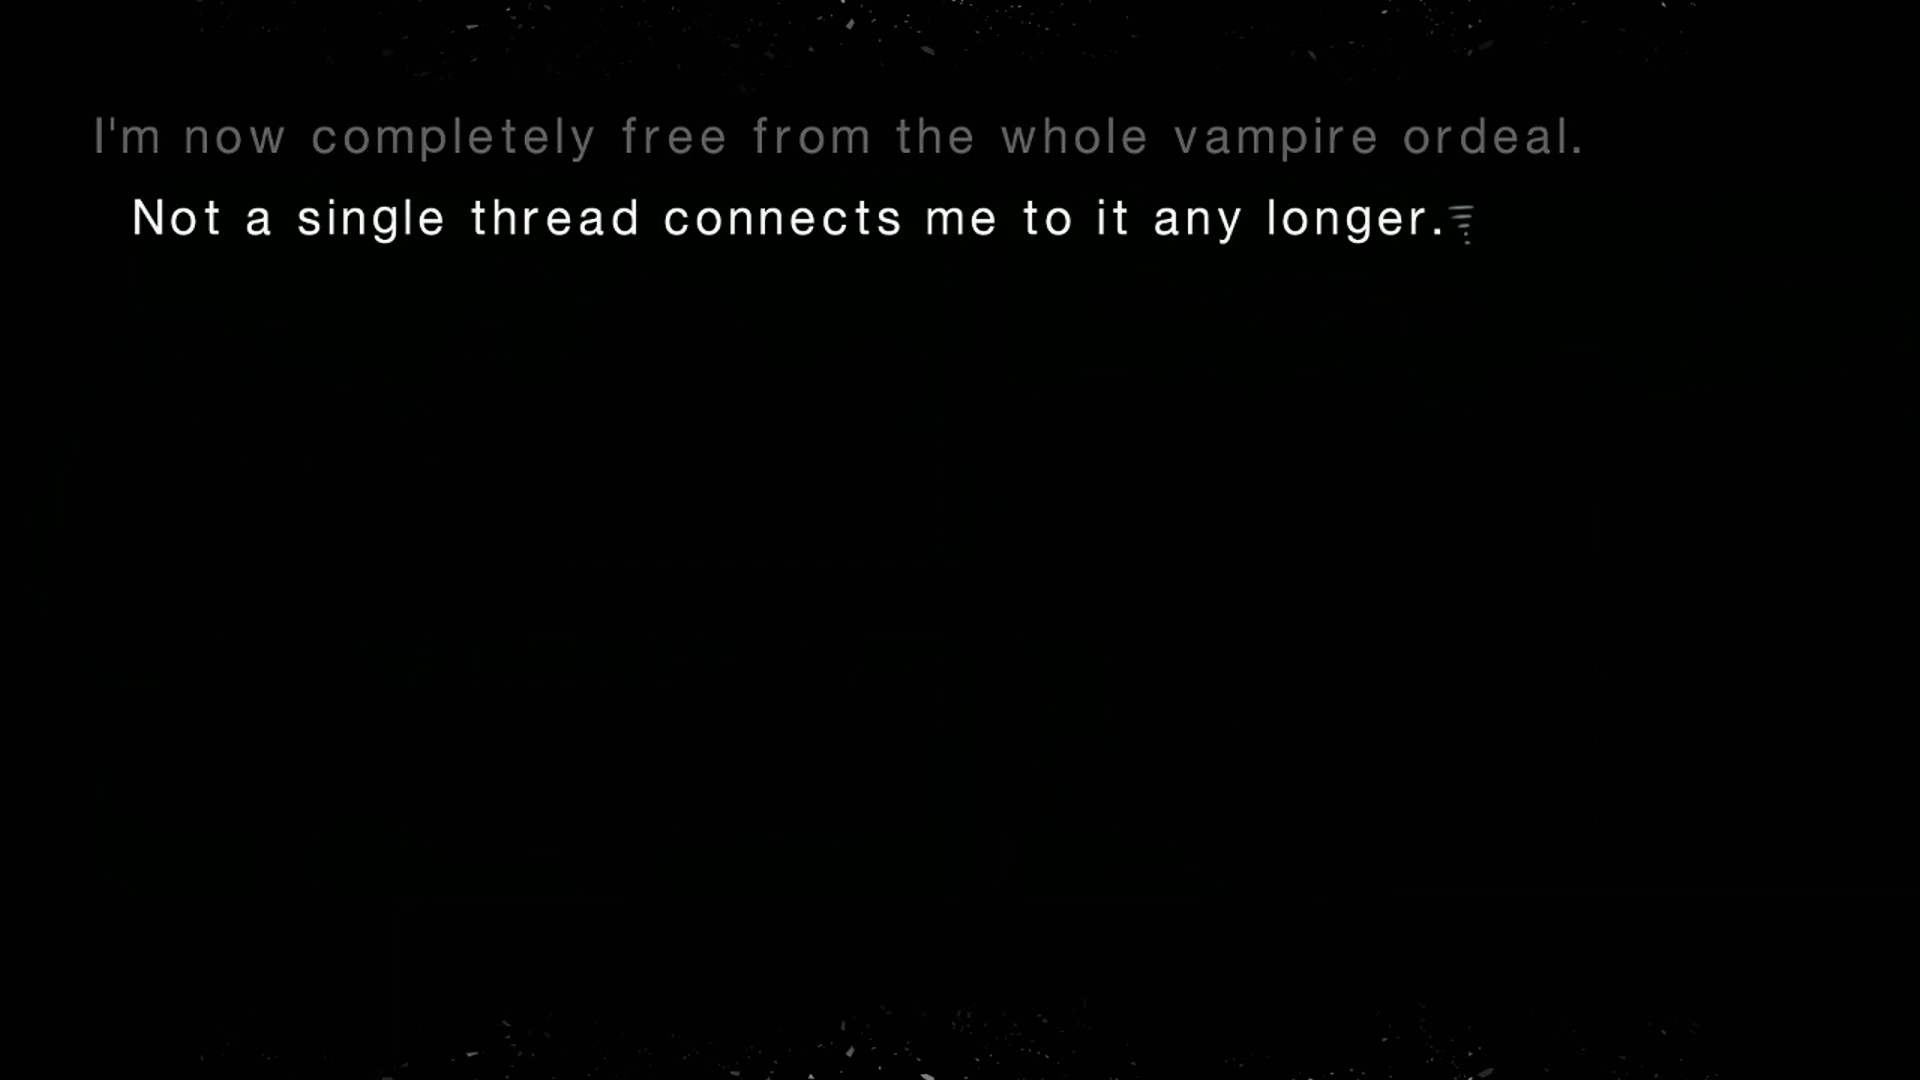 I'm now completely free from the whole vampire ordeal.
Not a single thread connects me to it any longer.